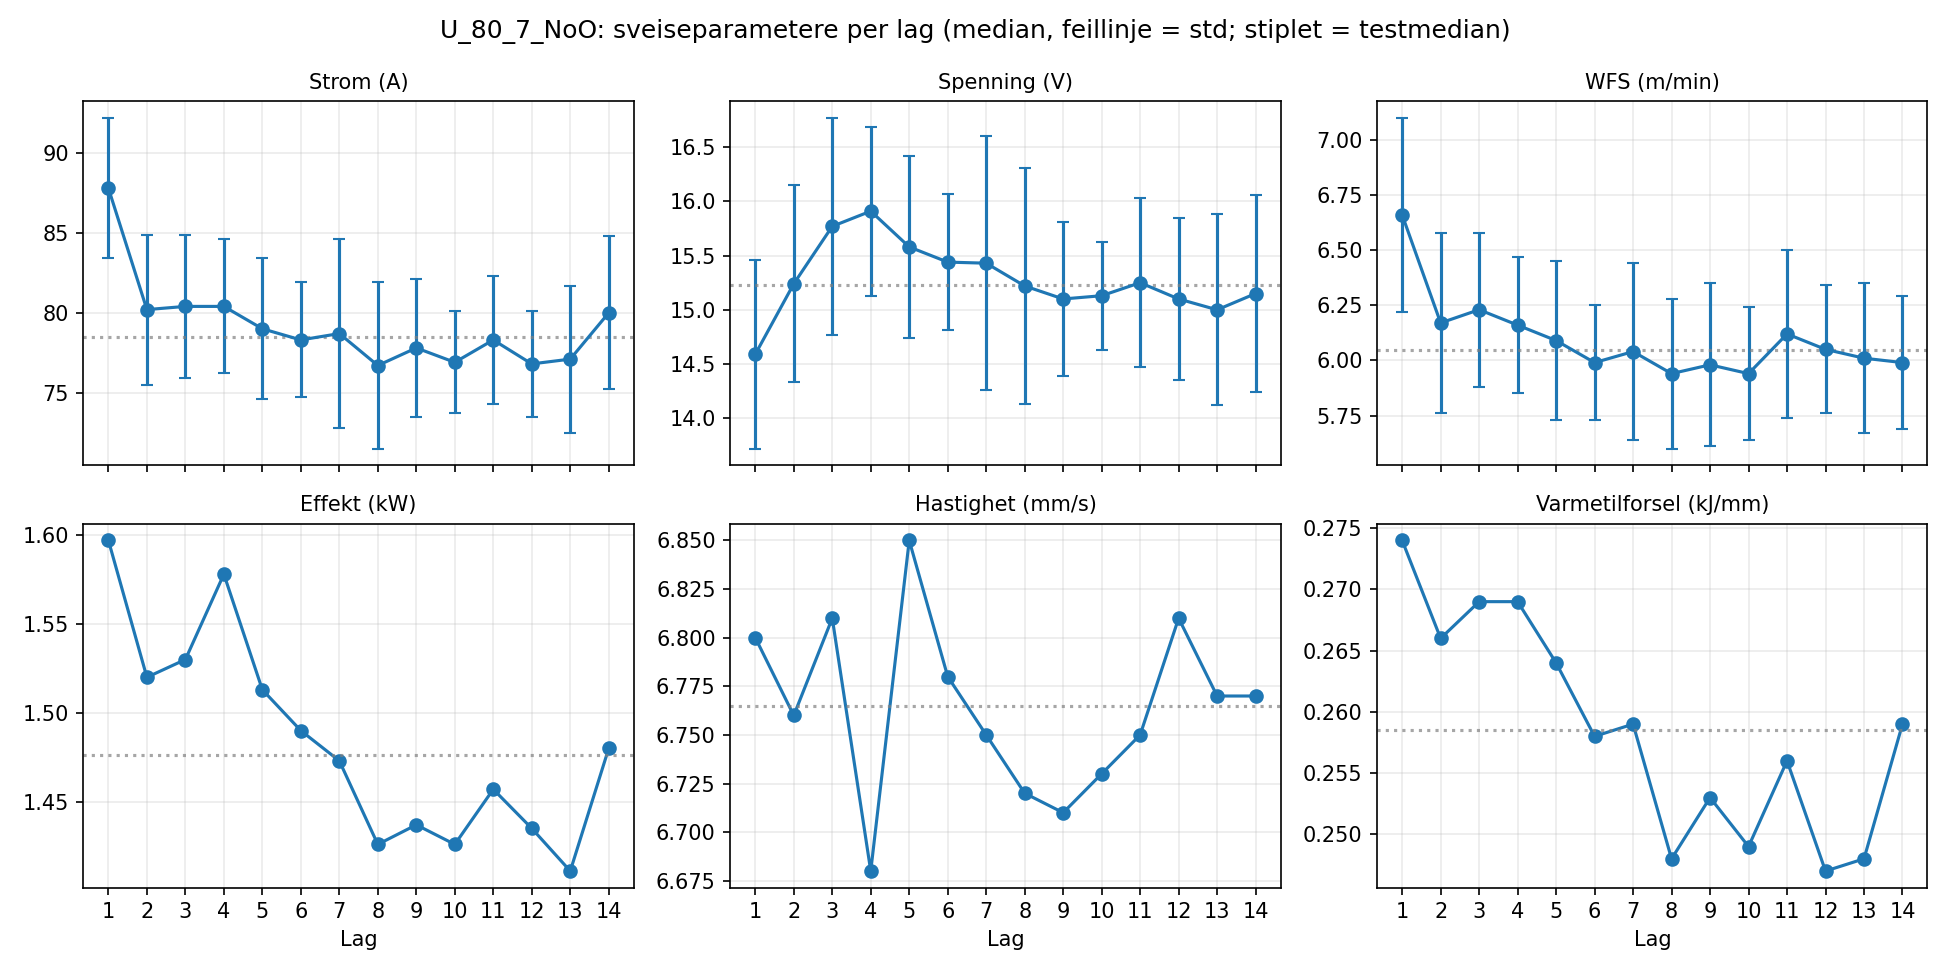 U_80_7_NoO: sveiseparametere per lag (median, feillinje = std; stiplet = testmedian)
Strom (A)
90
85
80
75
Spenning (V)
16.5
16.0
15.5
15.0
14.5
14.0
WFS (m/min)
7.00
6.75
6.50
6.25
6.00
5.75
Effekt (kW)
1.60
1.55
1.50
1.45
1 2 3 4 5 6 7 8 9 10 11 12 13 14
Lag
Hastighet (mm/s)
6.850
6.825
6.800
6.775
6.750
6.725
6.700
6.675
1 2 3 4 5 6 7 8 9 10 11 12 13 14
Lag
Varmetilforsel (kJ/mm)
0.275
0.270
0.265
0.260
0.255
0.250
1 2 3 4 5 6 7 8 9 10 11 12 13 14
Lag